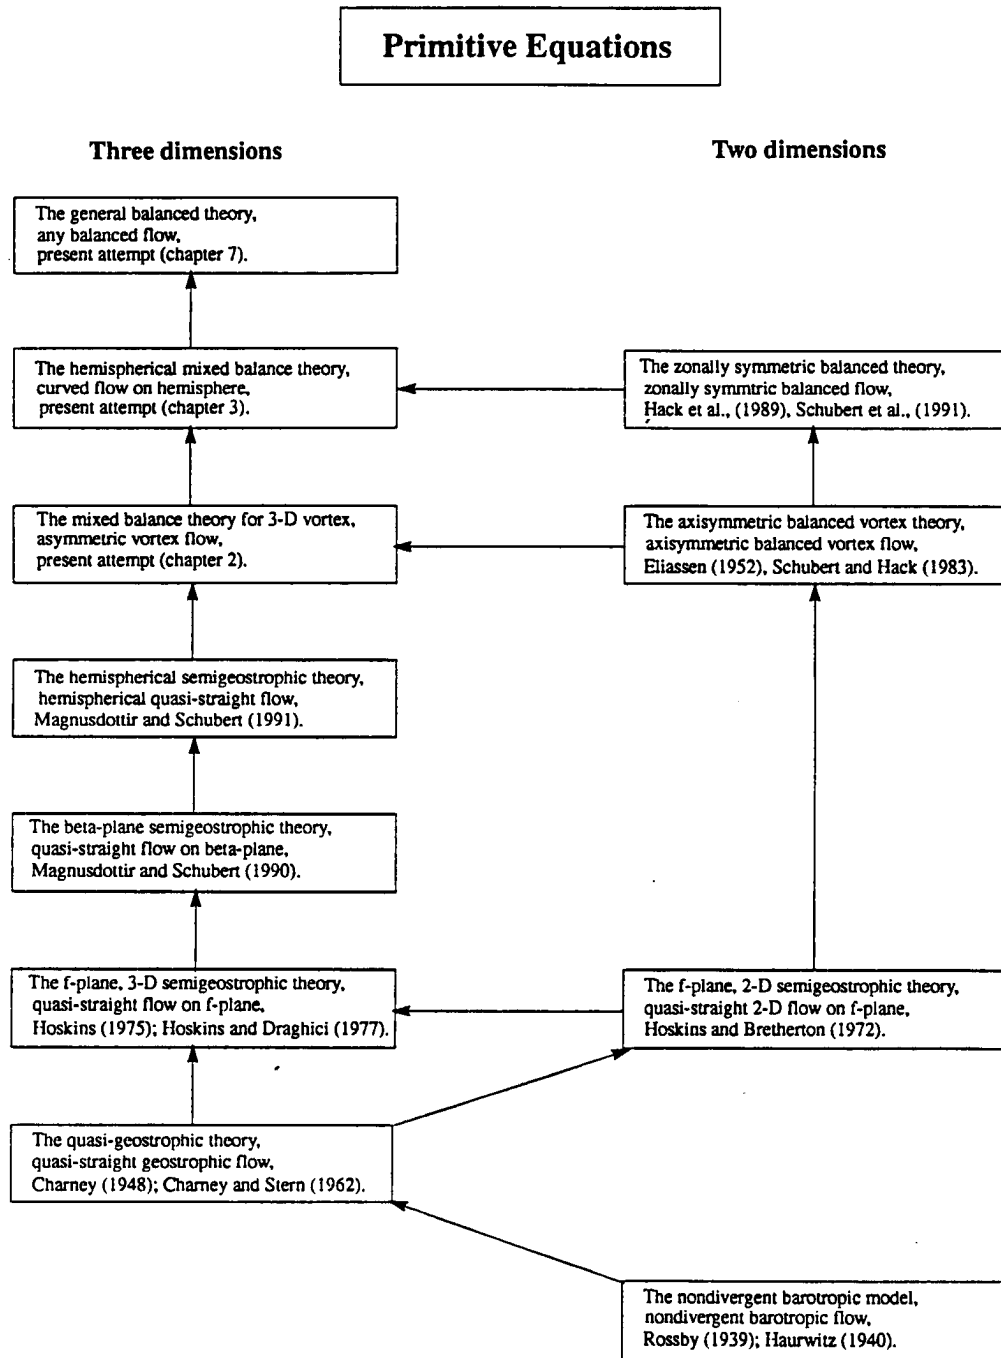 Primitive Equations
Three dimensions
Two dimensions
The general balanced theory,
any balanced flow,
present attempt (chapter 7).
The hemispherical mixed balance theory,
curved flow on hemisphere,
present attempt (chapter 3).
The zonally symmetric balanced theory,
zonally symmtric balanced flow,
Hack et al., (1989), Schubert et al., (1991).
The mixed balance theory for 3-D vortex,
asymmetric vortex flow,
present attempt (chapter 2).
The axisymmetric balanced vortex theory,
axisymmetric balanced vortex flow,
Eliassen (1952), Schubert and Hack (1983).
The hemispherical semigeostrophic theory,
hemispherical quasi-straight flow,
Magnusdottir and Schubert (1991).
The beta-plane semigeostrophic theory,
quasi-straight flow on beta-plane,
Magnusdottir and Schubert (1990).
The f-plane, 3-D semigeostrophic theory,
quasi-straight flow on f-plane,
Hoskins (1975); Hoskins and Draghici (1977).
The f-plane, 2-D semigeostrophic theory,
quasi-straight 2-D flow on f-plane,
Hoskins and Bretherton (1972).
The quasi-geostrophic theory,
quasi-straight geostrophic flow,
Charney (1948); Charney and Stern (1962).
The nondivergent barotropic model,
nondivergent barotropic flow,
Rossby (1939); Haurwitz (1940).